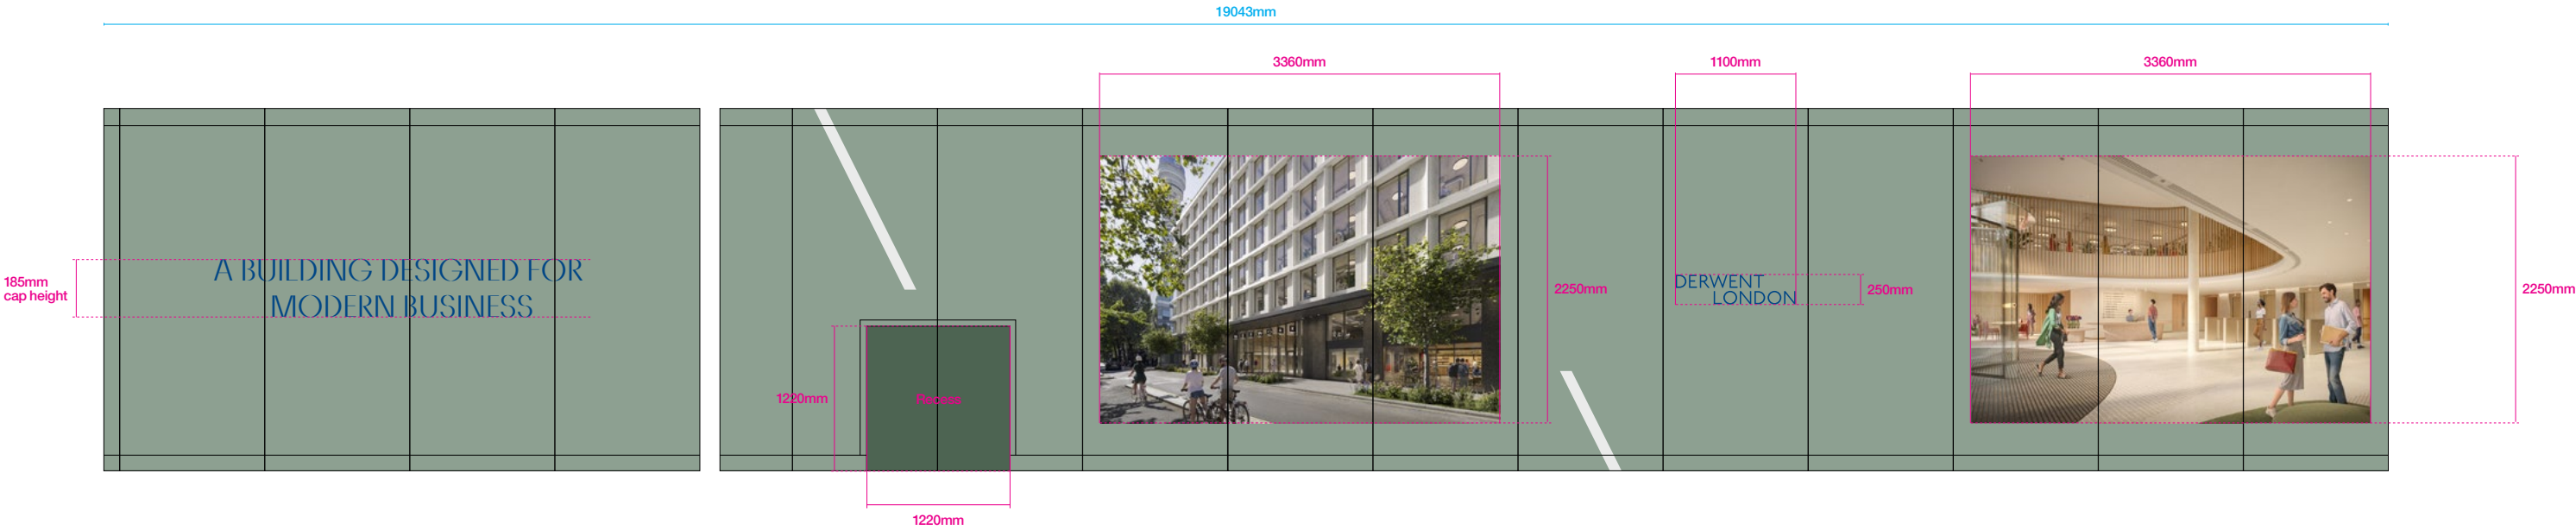 19043mm
3360mm
1100mm
3360mm
A BUILDING DESIGNED FOR
MODERN BUSINESS
185mm
cap height
DERWENT
LONDON
2250mm
250mm
2250mm
1220mm
Recess
1220mm